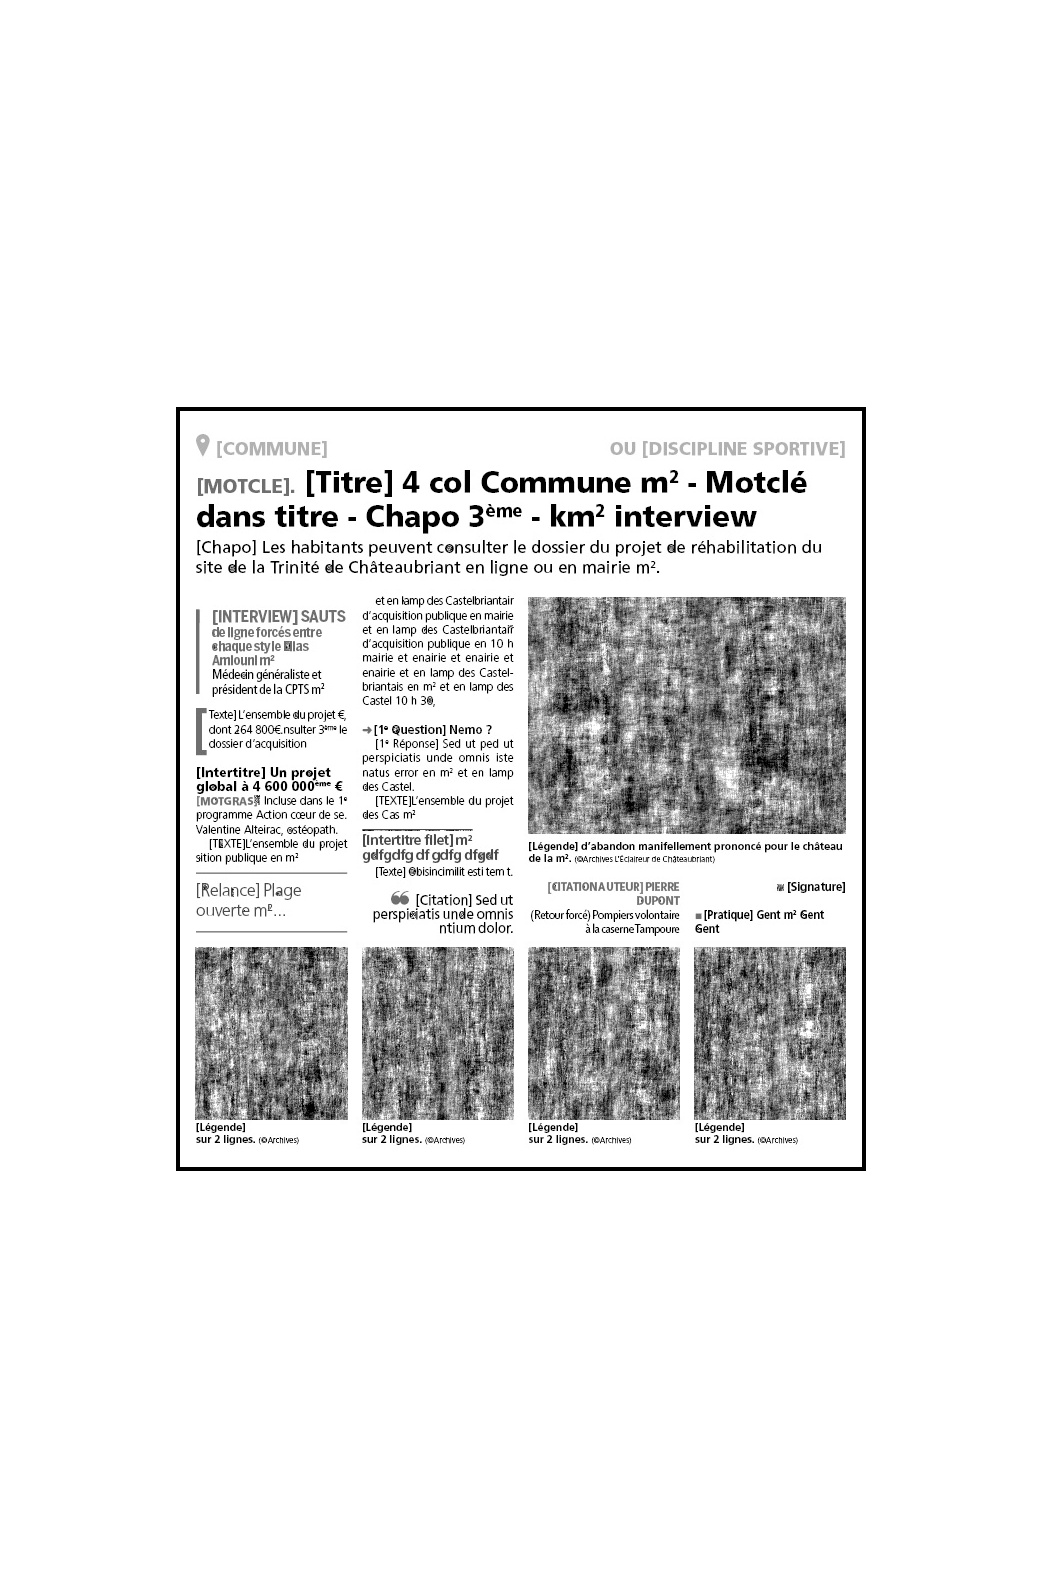 [COMMUNE]
OU [DISCIPLINE SPORTIVE]
[MOTCLE]. [Titre] 4 col Commune m² - Motclé
dans titre - Chapo 3ème - km² interview
[Chapo] Les habitants peuvent consulter le dossier du projet de réhabilitation du
site de la Trinité de Châteaubriant en ligne ou en mairie m².
[INTERVIEW] SAUTS
de ligne forcés entre
chaque style Elias
Amiouni m²
Médecin généraliste et
président de la CPTS m²
Texte] L'ensemble du projet €,
dont 264 800€.nsulter 3ème le
dossier d'acquisition
[Intertitre] Un projet
global à 4 600 000ème €
[MOTGRAS] Incluse dans le 1e
programme Action cœur de se.
Valentine Alteirac, ostéopath.
[TEXTE]L'ensemble du projet
sition publique en m²
[Relance] Plage
ouverte m²...
et en lamp des Castelbriantair
d'acquisition publique en mairie
et en lamp des Castelbriantaiř
d'acquisition publique en 10 h
mairie et enairie et enairie et
enairie et en lamp des Castel-
briantais en m² et en lamp des
Castel 10 h 30,
➔[1e Question] Nemo ?
[1e Réponse] Sed ut ped ut
perspiciatis unde omnis iste
natus error en m² et en lamp
des Castel.
[TEXTE]L'ensemble du projet
des Cas m²
[Intertitre filet] m²
gdfgdfg df gdfg dfgdf
[Texte] Obisincimilit esti tem t.
❝ [Citation] Sed ut
perspiciatis unde omnis
ntium dolor.
[Légende] d'abandon manifellement prononcé pour le château
de la m². (©Archives L'Éclaireur de Châteaubriant)
[CITATION AUTEUR] PIERRE
DUPONT
(Retour forcé) Pompiers volontaire
à la caserne Tampoure
[Signature]
■ [Pratique] Gent m² Gent
Gent
[Légende]
sur 2 lignes. (©Archives)
[Légende]
sur 2 lignes. (©Archives)
[Légende]
sur 2 lignes. (©Archives)
[Légende]
sur 2 lignes. (©Archives)